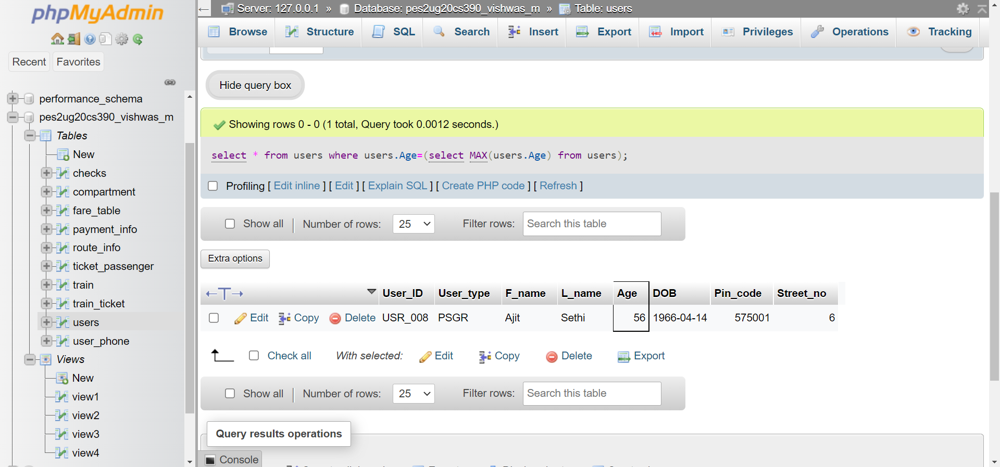 phpMyAdmin
Recent
Favorites
performance_schema
pes2ug20cs390_vishwas_m
Tables
New
checks
compartment
fare_table
payment_info
route_info
ticket_passenger
train
train_ticket
users
user_phone
Views
New
view1
view2
view3
view4
Server: 127.0.0.1 » Database: pes2ug20cs390_vishwas_m » Table: users
Browse Structure SQL Search Insert Export Import Privileges Operations Tracking
Hide query box
Showing rows 0 - 0 (1 total, Query took 0.0012 seconds.)
select * from users where users.Age=(select MAX(users.Age) from users);
Profiling [ Edit inline ] [ Edit ] [ Explain SQL ] [ Create PHP code ] [ Refresh ]
Show all | Number of rows: 25 Filter rows: Search this table
Extra options
User_ID User_type F_name L_name Age DOB Pin_code Street_no
Edit Copy Delete USR_008 PSGR Ajit Sethi 56 1966-04-14 575001 6
Check all With selected: Edit Copy Delete Export
Show all | Number of rows: 25 Filter rows: Search this table
Query results operations
Console